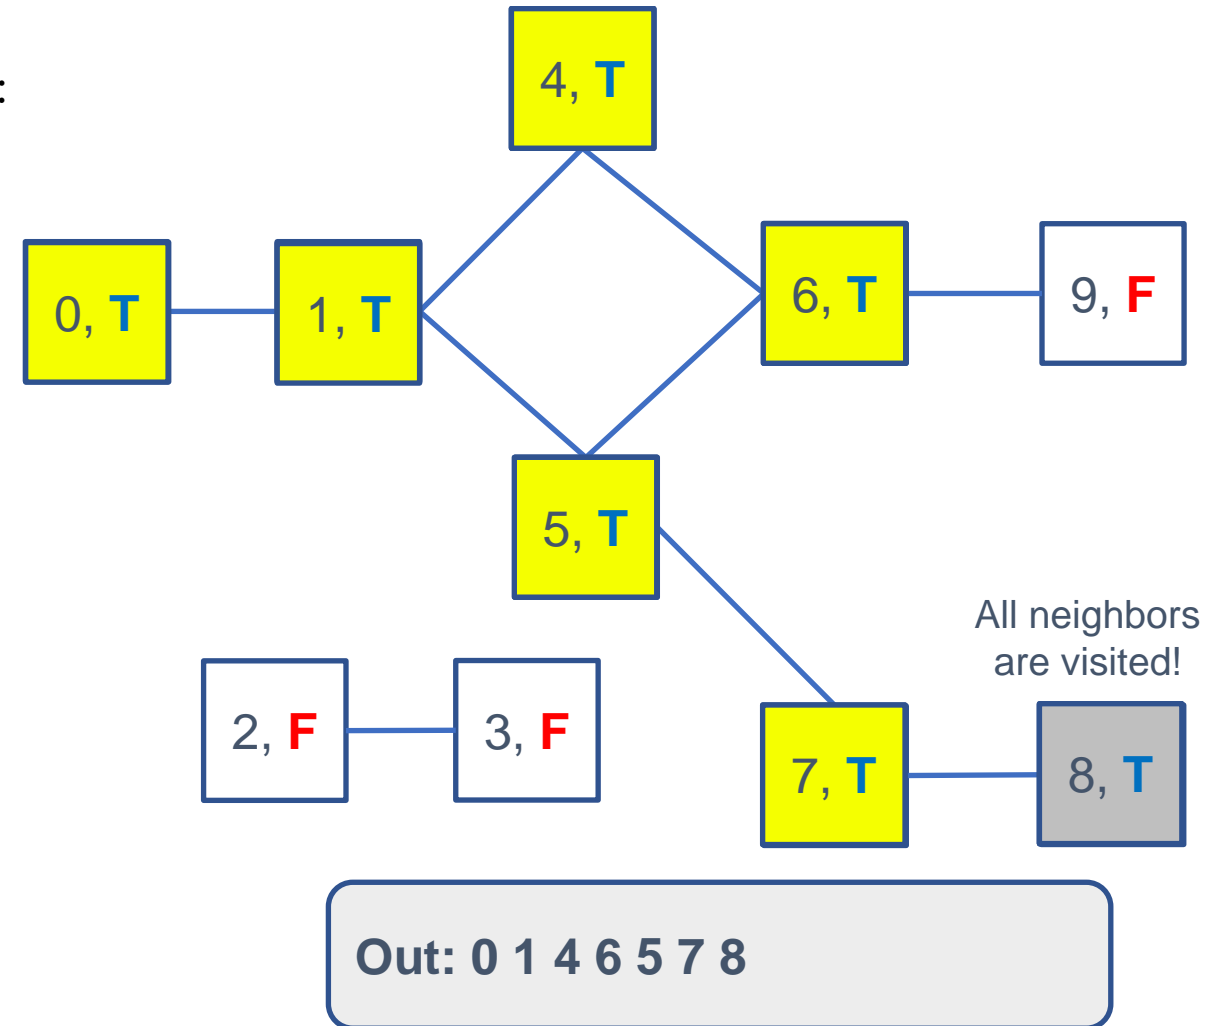 :
4, T
0, T
1, T
6, T
9, F
5, T
All neighbors
are visited!
2, F
3, F
7, T
8, T
Out: 0 1 4 6 5 7 8